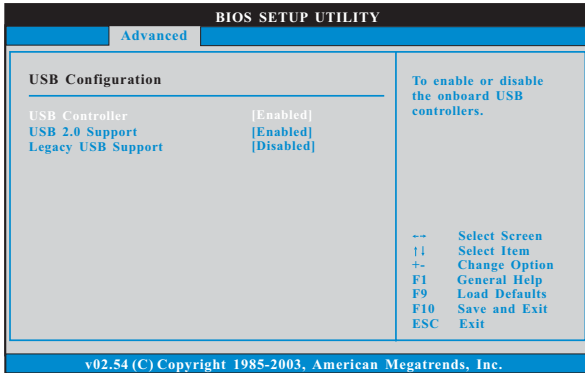 BIOS SETUP UTILITY
Advanced
USB Configuration
USB Controller [Enabled]
USB 2.0 Support [Enabled]
Legacy USB Support [Disabled]
To enable or disable
the onboard USB
controllers.
←→ Select Screen
↑↓ Select Item
+- Change Option
F1 General Help
F9 Load Defaults
F10 Save and Exit
ESC Exit
v02.54 (C) Copyright 1985-2003, American Megatrends, Inc.